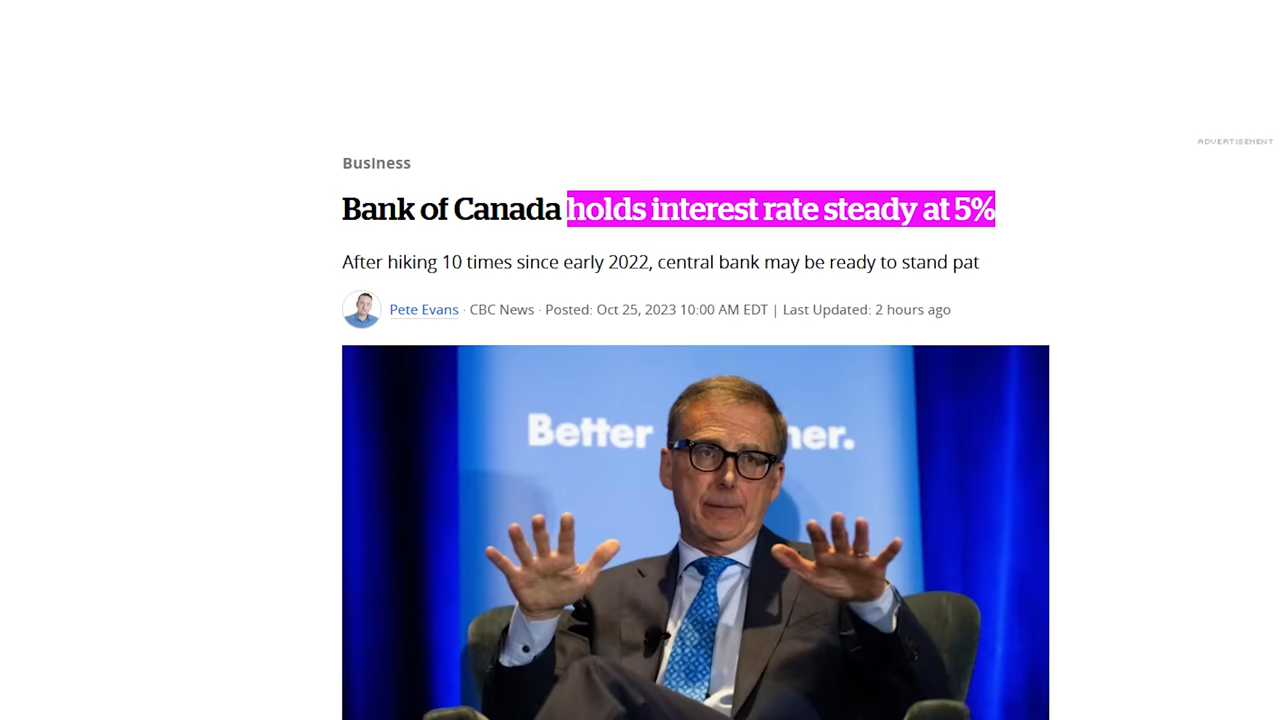 ADVERTISEMENT
Business
Bank of Canada holds interest rate steady at 5%
After hiking 10 times since early 2022, central bank may be ready to stand pat
Pete Evans · CBC News · Posted: Oct 25, 2023 10:00 AM EDT | Last Updated: 2 hours ago
Better